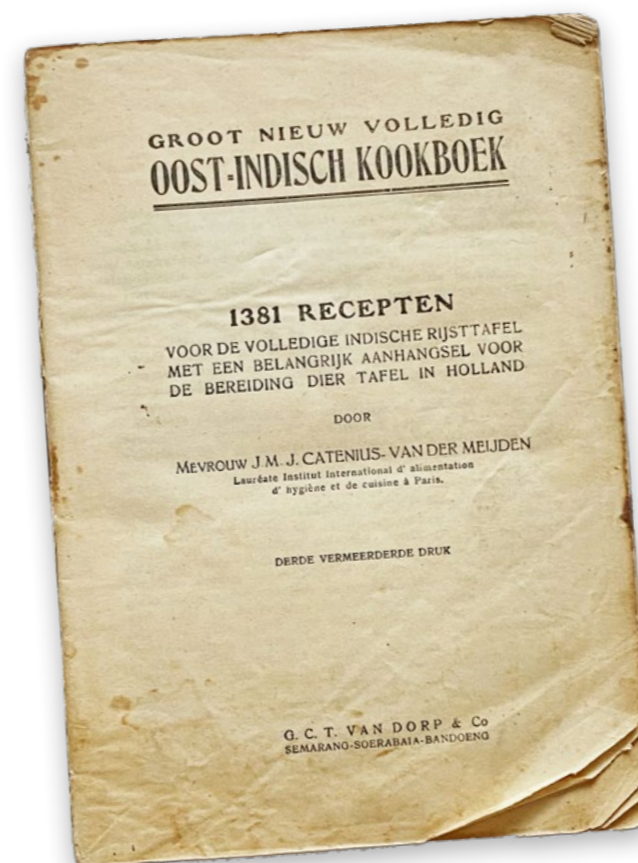 GROOT NIEUW VOLLEDIG
OOST-INDISCH KOOKBOEK
1381 RECEPTEN
VOOR DE VOLLEDIGE INDISCHE RIJSTTAFEL
MET EEN BELANGRIJK AANHANGSEL VOOR
DE BEREIDING DIER TAFEL IN HOLLAND
DOOR
MEVROUW J. M. J. CATENIUS-VAN DER MEIJDEN
Lauréate Institut International d' alimentation
d' hygiène et de cuisine à Paris.
DERDE VERMEERDERDE DRUK
G. C. T. VAN DORP & Co
SEMARANG-SOERABAIA-BANDOENG